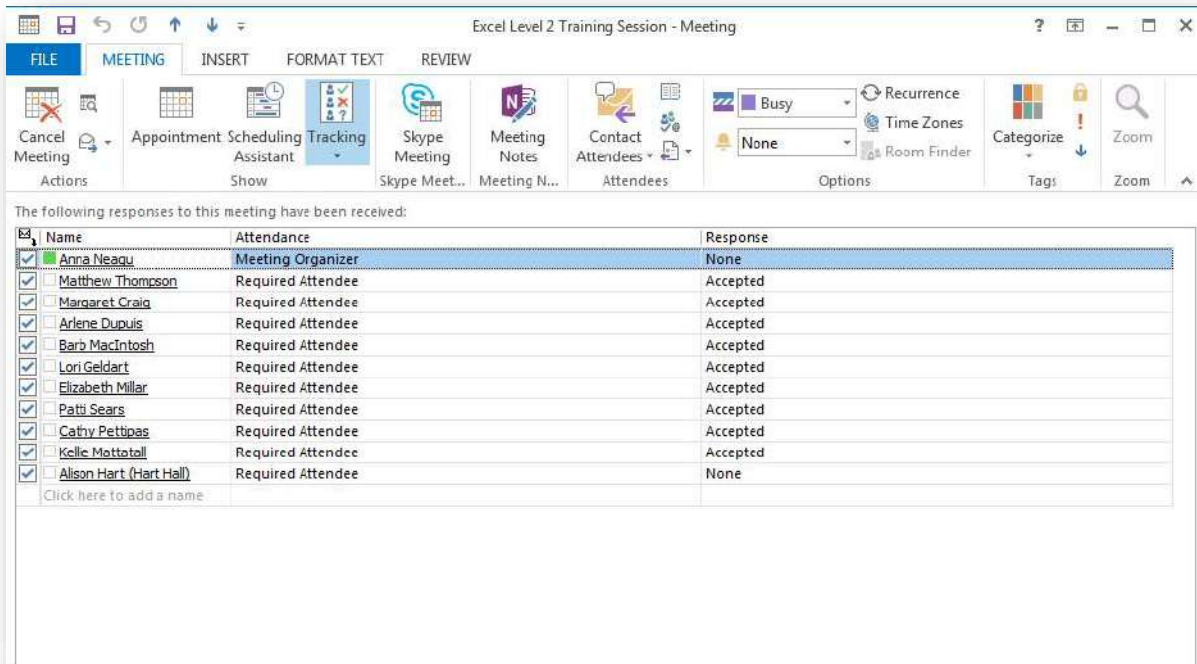 Excel Level 2 Training Session - Meeting
?
FILE MEETING INSERT FORMAT TEXT REVIEW
Cancel Meeting
Appointment
Scheduling Assistant
Tracking
Skype Meeting
Meeting Notes
Contact Attendees
Busy
None
Recurrence
Time Zones
Room Finder
Categorize
Zoom
Actions Show Skype Meet... Meeting N... Attendees Options Tags Zoom
The following responses to this meeting have been received:
Name Attendance Response
Anna Neagu Meeting Organizer None
Matthew Thompson Required Attendee Accepted
Margaret Craig Required Attendee Accepted
Arlene Dupuis Required Attendee Accepted
Barb MacIntosh Required Attendee Accepted
Lori Geldart Required Attendee Accepted
Elizabeth Millar Required Attendee Accepted
Patti Sears Required Attendee Accepted
Cathy Pettipas Required Attendee Accepted
Kellie Mattatall Required Attendee Accepted
Alison Hart (Hart Hall) Required Attendee None
Click here to add a name